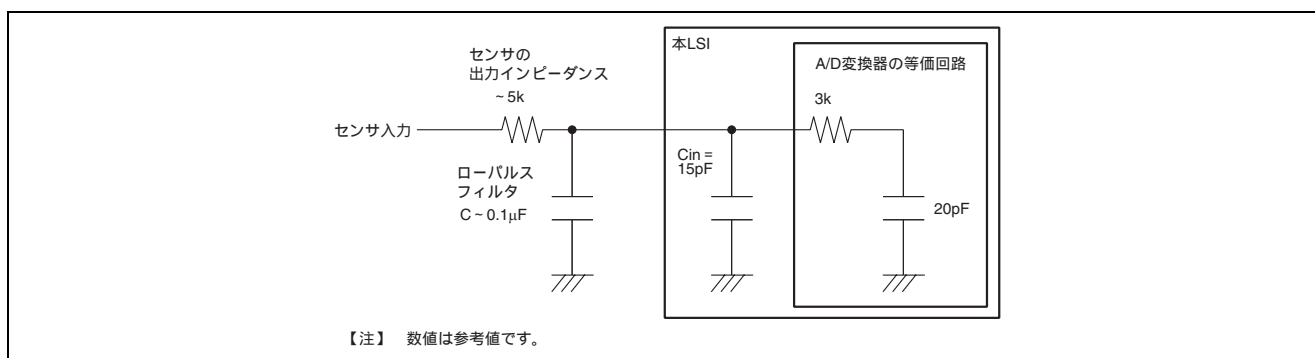 本LSI
センサの
出力インピーダンス
~5k
A/D変換器の等価回路
3k
センサ入力
Cin =
15pF
ローパルス
フィルタ
C ~ 0.1μF
20pF
【注】 数値は参考値です。